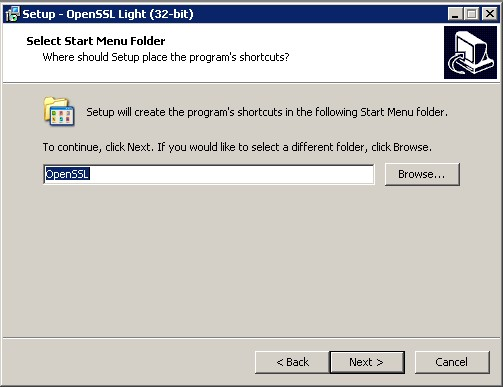 Setup - OpenSSL Light (32-bit)
Select Start Menu Folder
Where should Setup place the program's shortcuts?
Setup will create the program's shortcuts in the following Start Menu folder.
To continue, click Next. If you would like to select a different folder, click Browse.
OpenSSL
Browse...
< Back
Next >
Cancel